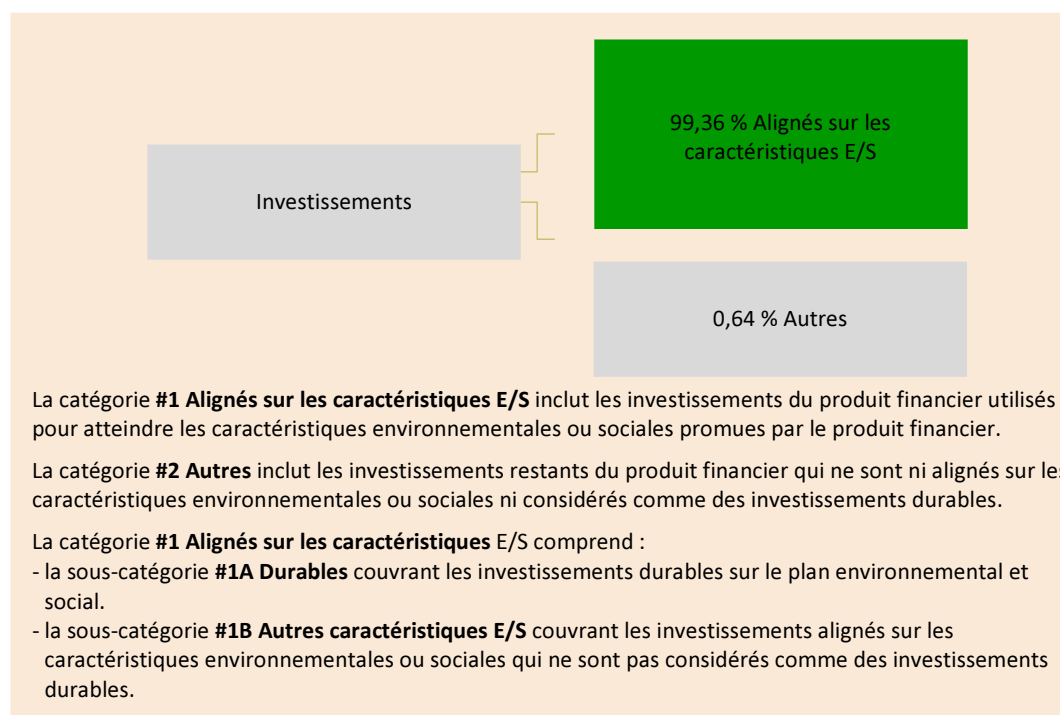 99,36 % Alignés sur les
caractéristiques E/S
Investissements
0,64 % Autres
La catégorie #1 Alignés sur les caractéristiques E/S inclut les investissements du produit financier utilisés
pour atteindre les caractéristiques environnementales ou sociales promues par le produit financier.
La catégorie #2 Autres inclut les investissements restants du produit financier qui ne sont ni alignés sur les
caractéristiques environnementales ou sociales ni considérés comme des investissements durables.
La catégorie #1 Alignés sur les caractéristiques E/S comprend :
- la sous-catégorie #1A Durables couvrant les investissements durables sur le plan environnemental et
social.
- la sous-catégorie #1B Autres caractéristiques E/S couvrant les investissements alignés sur les
caractéristiques environnementales ou sociales qui ne sont pas considérés comme des investissements
durables.